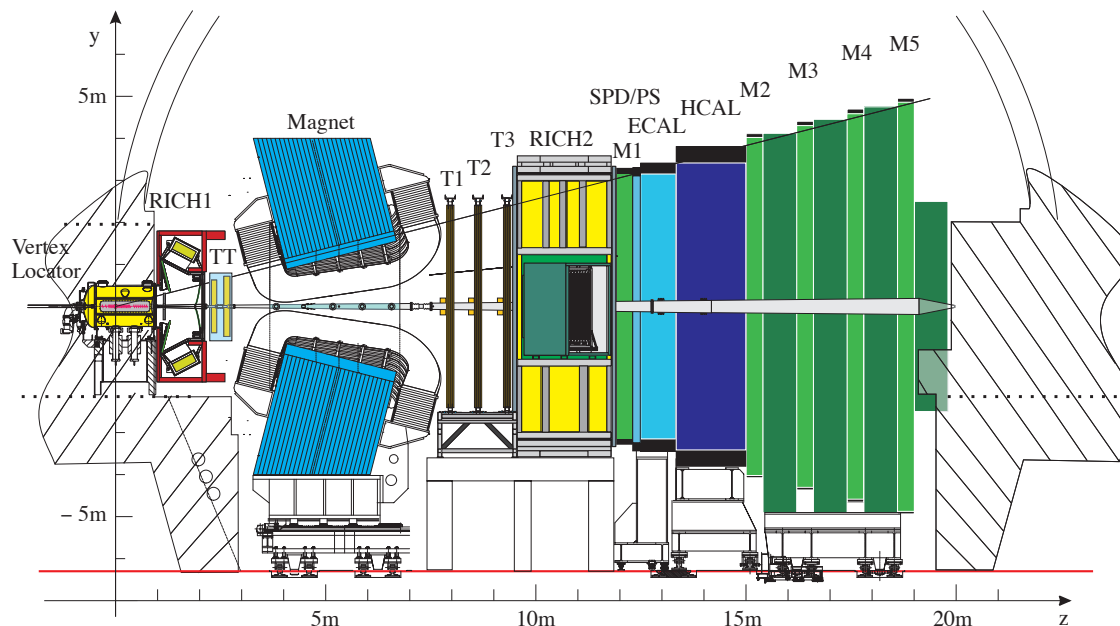 y
5m
Vertex
Locator
RICH1
TT
Magnet
T1
T2
T3
RICH2
M1
SPD/PS
ECAL
HCAL
M2
M3
M4
M5
− 5m
5m
10m
15m
20m
z